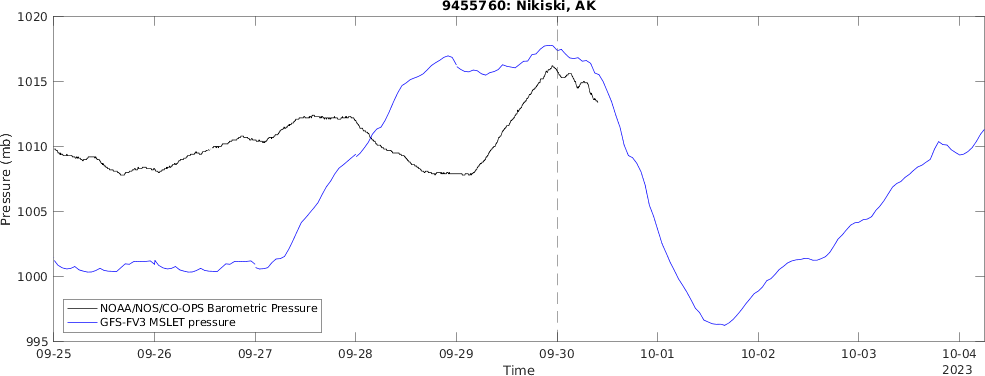 9455760: Nikiski, AK
1020
1015
1010
1005
1000
995
Pressure (mb)
NOAA/NOS/CO-OPS Barometric Pressure
GFS-FV3 MSLET pressure
09-25 09-26 09-27 09-28 09-29 09-30 10-01 10-02 10-03 10-04
2023
Time